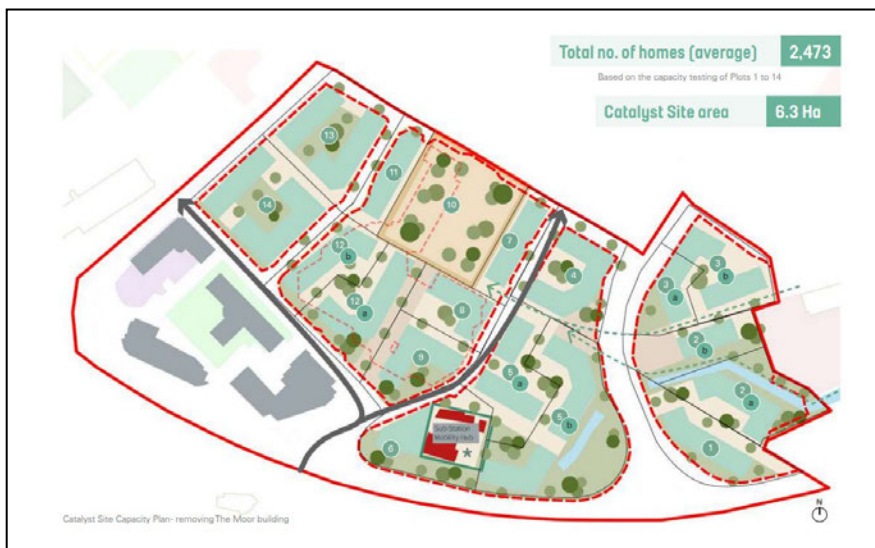 Total no. of homes (average) 2,473
Based on the capacity testing of Plots 1 to 14
Catalyst Site area 6.3 Ha
13
11
14
10
7
12
b
3
b
4
3
a
12
a
8
2
b
9
5
a
2
a
5
b
Sub-Station
Mobility Hub
6
1
N
Catalyst Site Capacity Plan- removing The Moor building